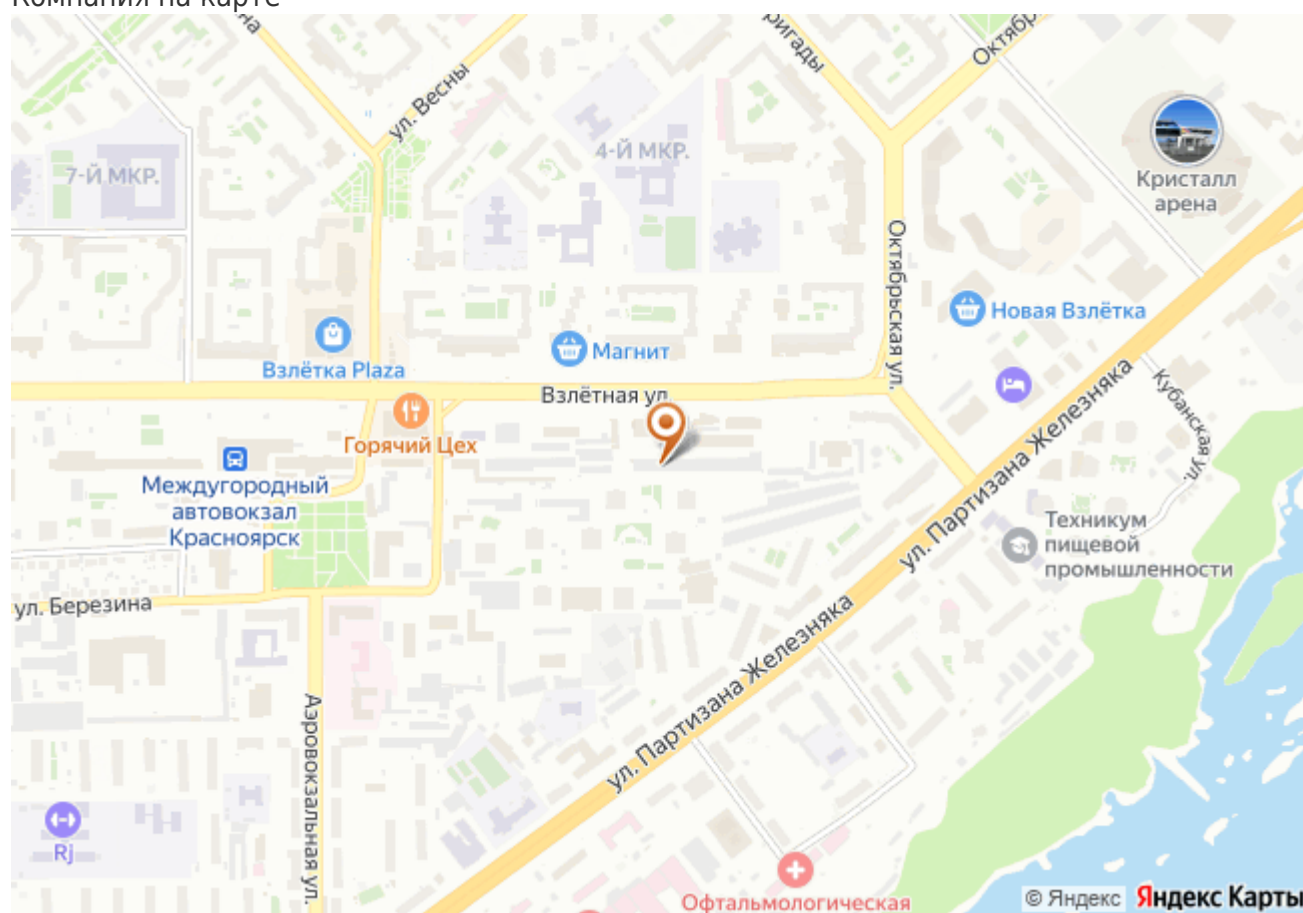 Компания на карте
ул. Весны
Октябр
7-Й МКР.
4-Й МКР.
Кристалл
арена
Октябрьская ул.
Новая Взлётка
Магнит
Взлётка Plaza
Взлётная ул.
Кубанская ул.
Горячий Цех
Междугородный
автовокзал
Красноярск
ул. Партизана Железняка
Техникум
пищевой
промышленности
ул. Березина
ул. Партизана Железняка
Аэровокзальная ул.
Rj
Офтальмологическая
© Яндекс Яндекс Карты